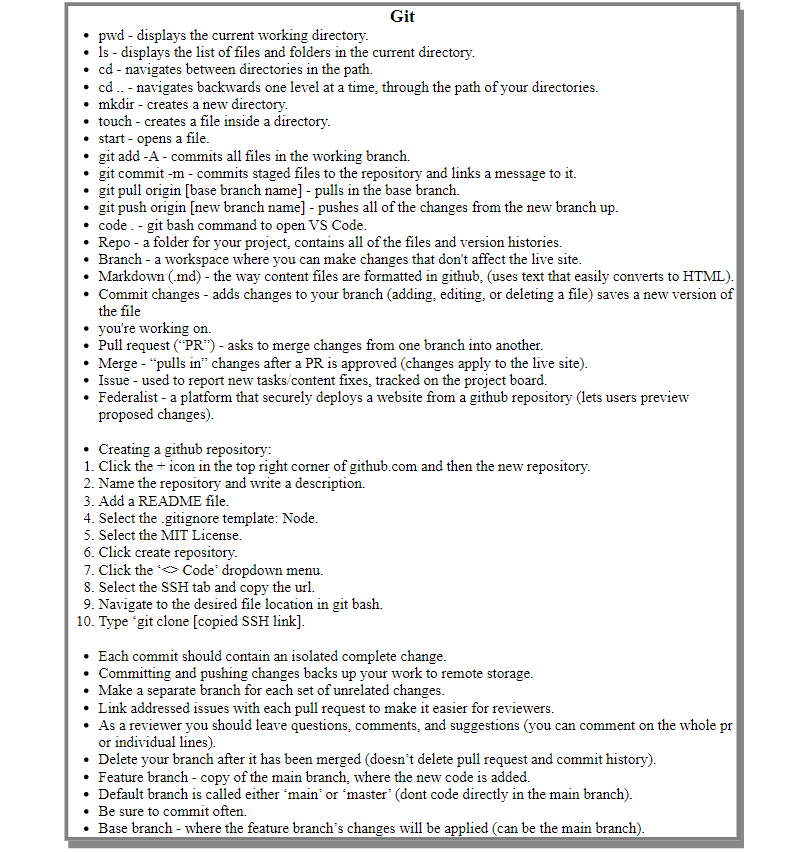 Git
• pwd - displays the current working directory.
• ls - displays the list of files and folders in the current directory.
• cd - navigates between directories in the path.
• cd .. - navigates backwards one level at a time, through the path of your directories.
• mkdir - creates a new directory.
• touch - creates a file inside a directory.
• start - opens a file.
• git add -A - commits all files in the working branch.
• git commit -m - commits staged files to the repository and links a message to it.
• git pull origin [base branch name] - pulls in the base branch.
• git push origin [new branch name] - pushes all of the changes from the new branch up.
• code . - git bash command to open VS Code.
• Repo - a folder for your project, contains all of the files and version histories.
• Branch - a workspace where you can make changes that don't affect the live site.
• Markdown (.md) - the way content files are formatted in github, (uses text that easily converts to HTML).
• Commit changes - adds changes to your branch (adding, editing, or deleting a file) saves a new version of
the file
• you're working on.
• Pull request (“PR”) - asks to merge changes from one branch into another.
• Merge - “pulls in” changes after a PR is approved (changes apply to the live site).
• Issue - used to report new tasks/content fixes, tracked on the project board.
• Federalist - a platform that securely deploys a website from a github repository (lets users preview
proposed changes).
• Creating a github repository:
1. Click the + icon in the top right corner of github.com and then the new repository.
2. Name the repository and write a description.
3. Add a README file.
4. Select the .gitignore template: Node.
5. Select the MIT License.
6. Click create repository.
7. Click the ‘<> Code’ dropdown menu.
8. Select the SSH tab and copy the url.
9. Navigate to the desired file location in git bash.
10. Type ‘git clone [copied SSH link].
• Each commit should contain an isolated complete change.
• Committing and pushing changes backs up your work to remote storage.
• Make a separate branch for each set of unrelated changes.
• Link addressed issues with each pull request to make it easier for reviewers.
• As a reviewer you should leave questions, comments, and suggestions (you can comment on the whole pr
or individual lines).
• Delete your branch after it has been merged (doesn’t delete pull request and commit history).
• Feature branch - copy of the main branch, where the new code is added.
• Default branch is called either ‘main’ or ‘master’ (dont code directly in the main branch).
• Be sure to commit often.
• Base branch - where the feature branch’s changes will be applied (can be the main branch).